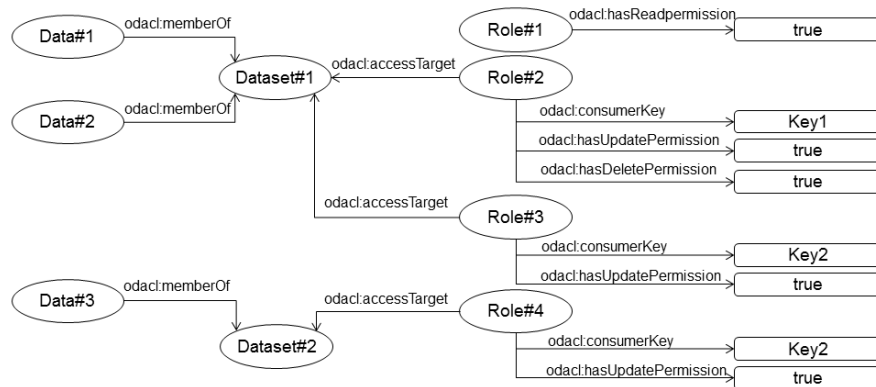 odacl:memberOf
Data#1
Role#1
odacl:hasReadpermission
true
Dataset#1
odacl:accessTarget
Role#2
Data#2
odacl:memberOf
odacl:consumerKey
Key1
odacl:hasUpdatePermission
true
odacl:hasDeletePermission
true
odacl:accessTarget
Role#3
odacl:consumerKey
Key2
odacl:hasUpdatePermission
true
Data#3
odacl:memberOf
odacl:accessTarget
Role#4
Dataset#2
odacl:consumerKey
Key2
odacl:hasUpdatePermission
true